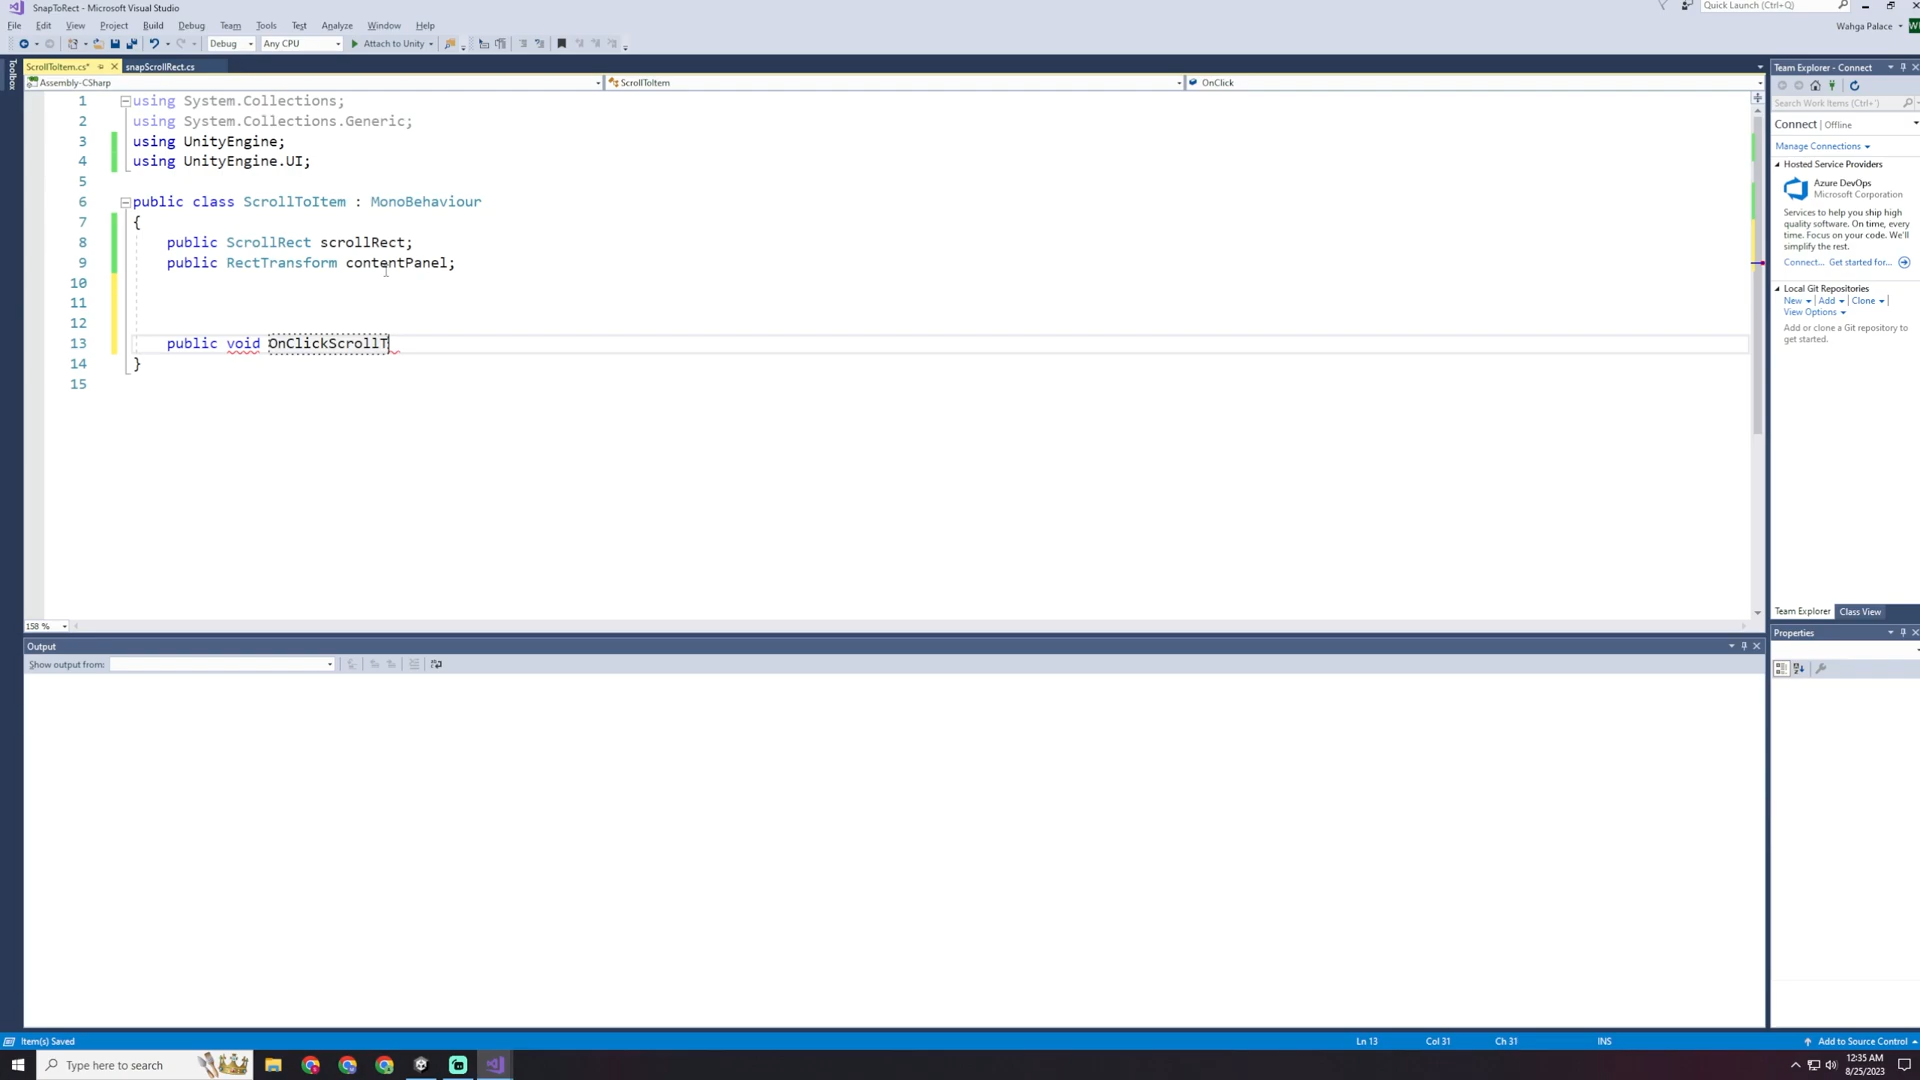 SnapToRect - Microsoft Visual Studio
Quick Launch (Ctrl+Q)
File Edit View Project Build Debug Team Tools Test Analyze Window Help
Wahga Palace
Debug Any CPU Attach to Unity
Toolbox
ScrollToItem.cs* snapScrollRect.cs
Assembly-CSharp ScrollToItem OnClick
1 using System.Collections;
2 using System.Collections.Generic;
3 using UnityEngine;
4 using UnityEngine.UI;
5
6 public class ScrollToItem : MonoBehaviour
7 {
8 public ScrollRect scrollRect;
9 public RectTransform contentPanel;
10
11
12
13 public void OnClickScrollT
14 }
15
158 %
Output
Show output from:
Team Explorer - Connect
Search Work Items (Ctrl+')
Connect | Offline
Manage Connections
Hosted Service Providers
Azure DevOps
Microsoft Corporation
Services to help you ship high
quality software. On time, every
time. Focus on your code. We'll
simplify the rest.
Connect... Get started for...
Local Git Repositories
New | Add | Clone |
View Options
Add or clone a Git repository to
get started.
Team Explorer Class View
Properties
Item(s) Saved
Ln 13 Col 31 Ch 31 INS
Add to Source Control
Type here to search
12:35 AM
8/25/2023